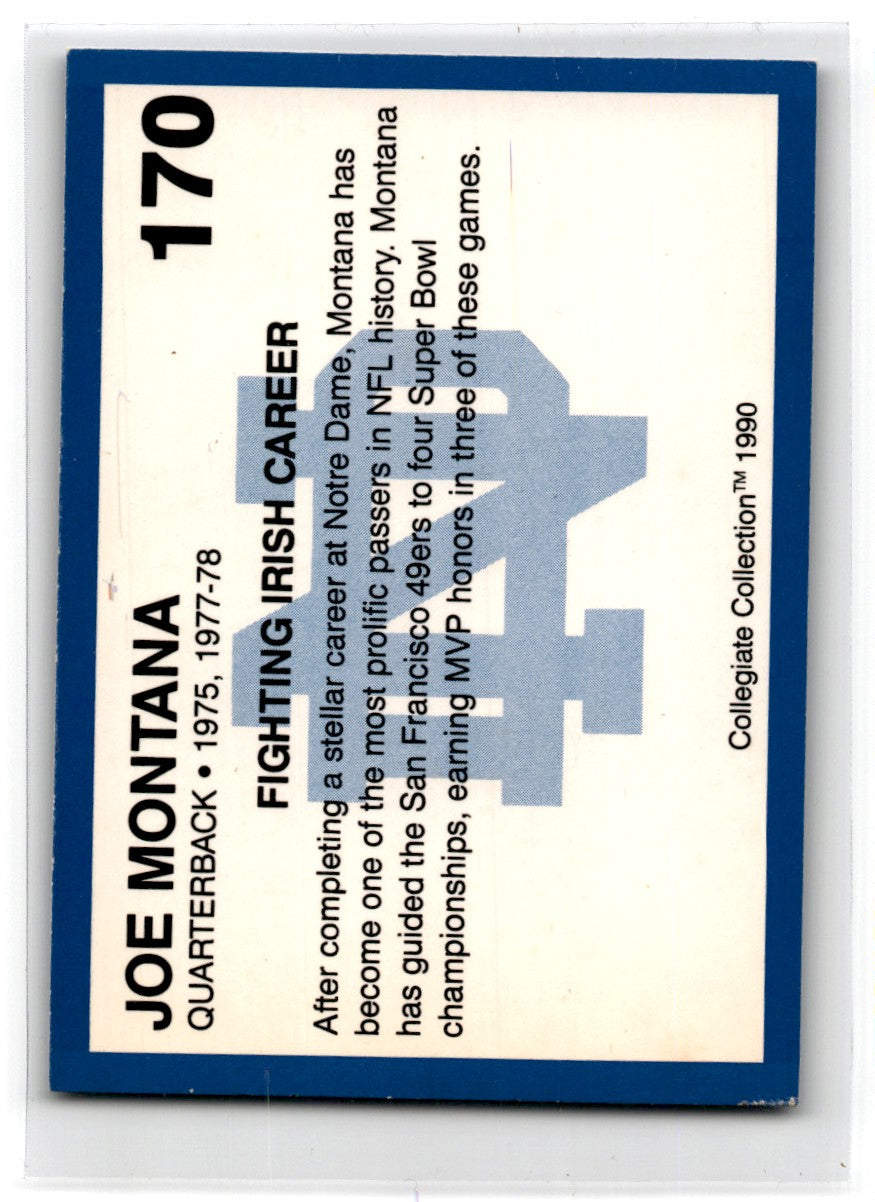 JOE MONTANA 170
QUARTERBACK • 1975, 1977-78
FIGHTING IRISH CAREER
After completing a stellar career at Notre Dame, Montana has
become one of the most prolific passers in NFL history. Montana
has guided the San Francisco 49ers to four Super Bowl
championships, earning MVP honors in three of these games.
ND
Collegiate Collection™ 1990